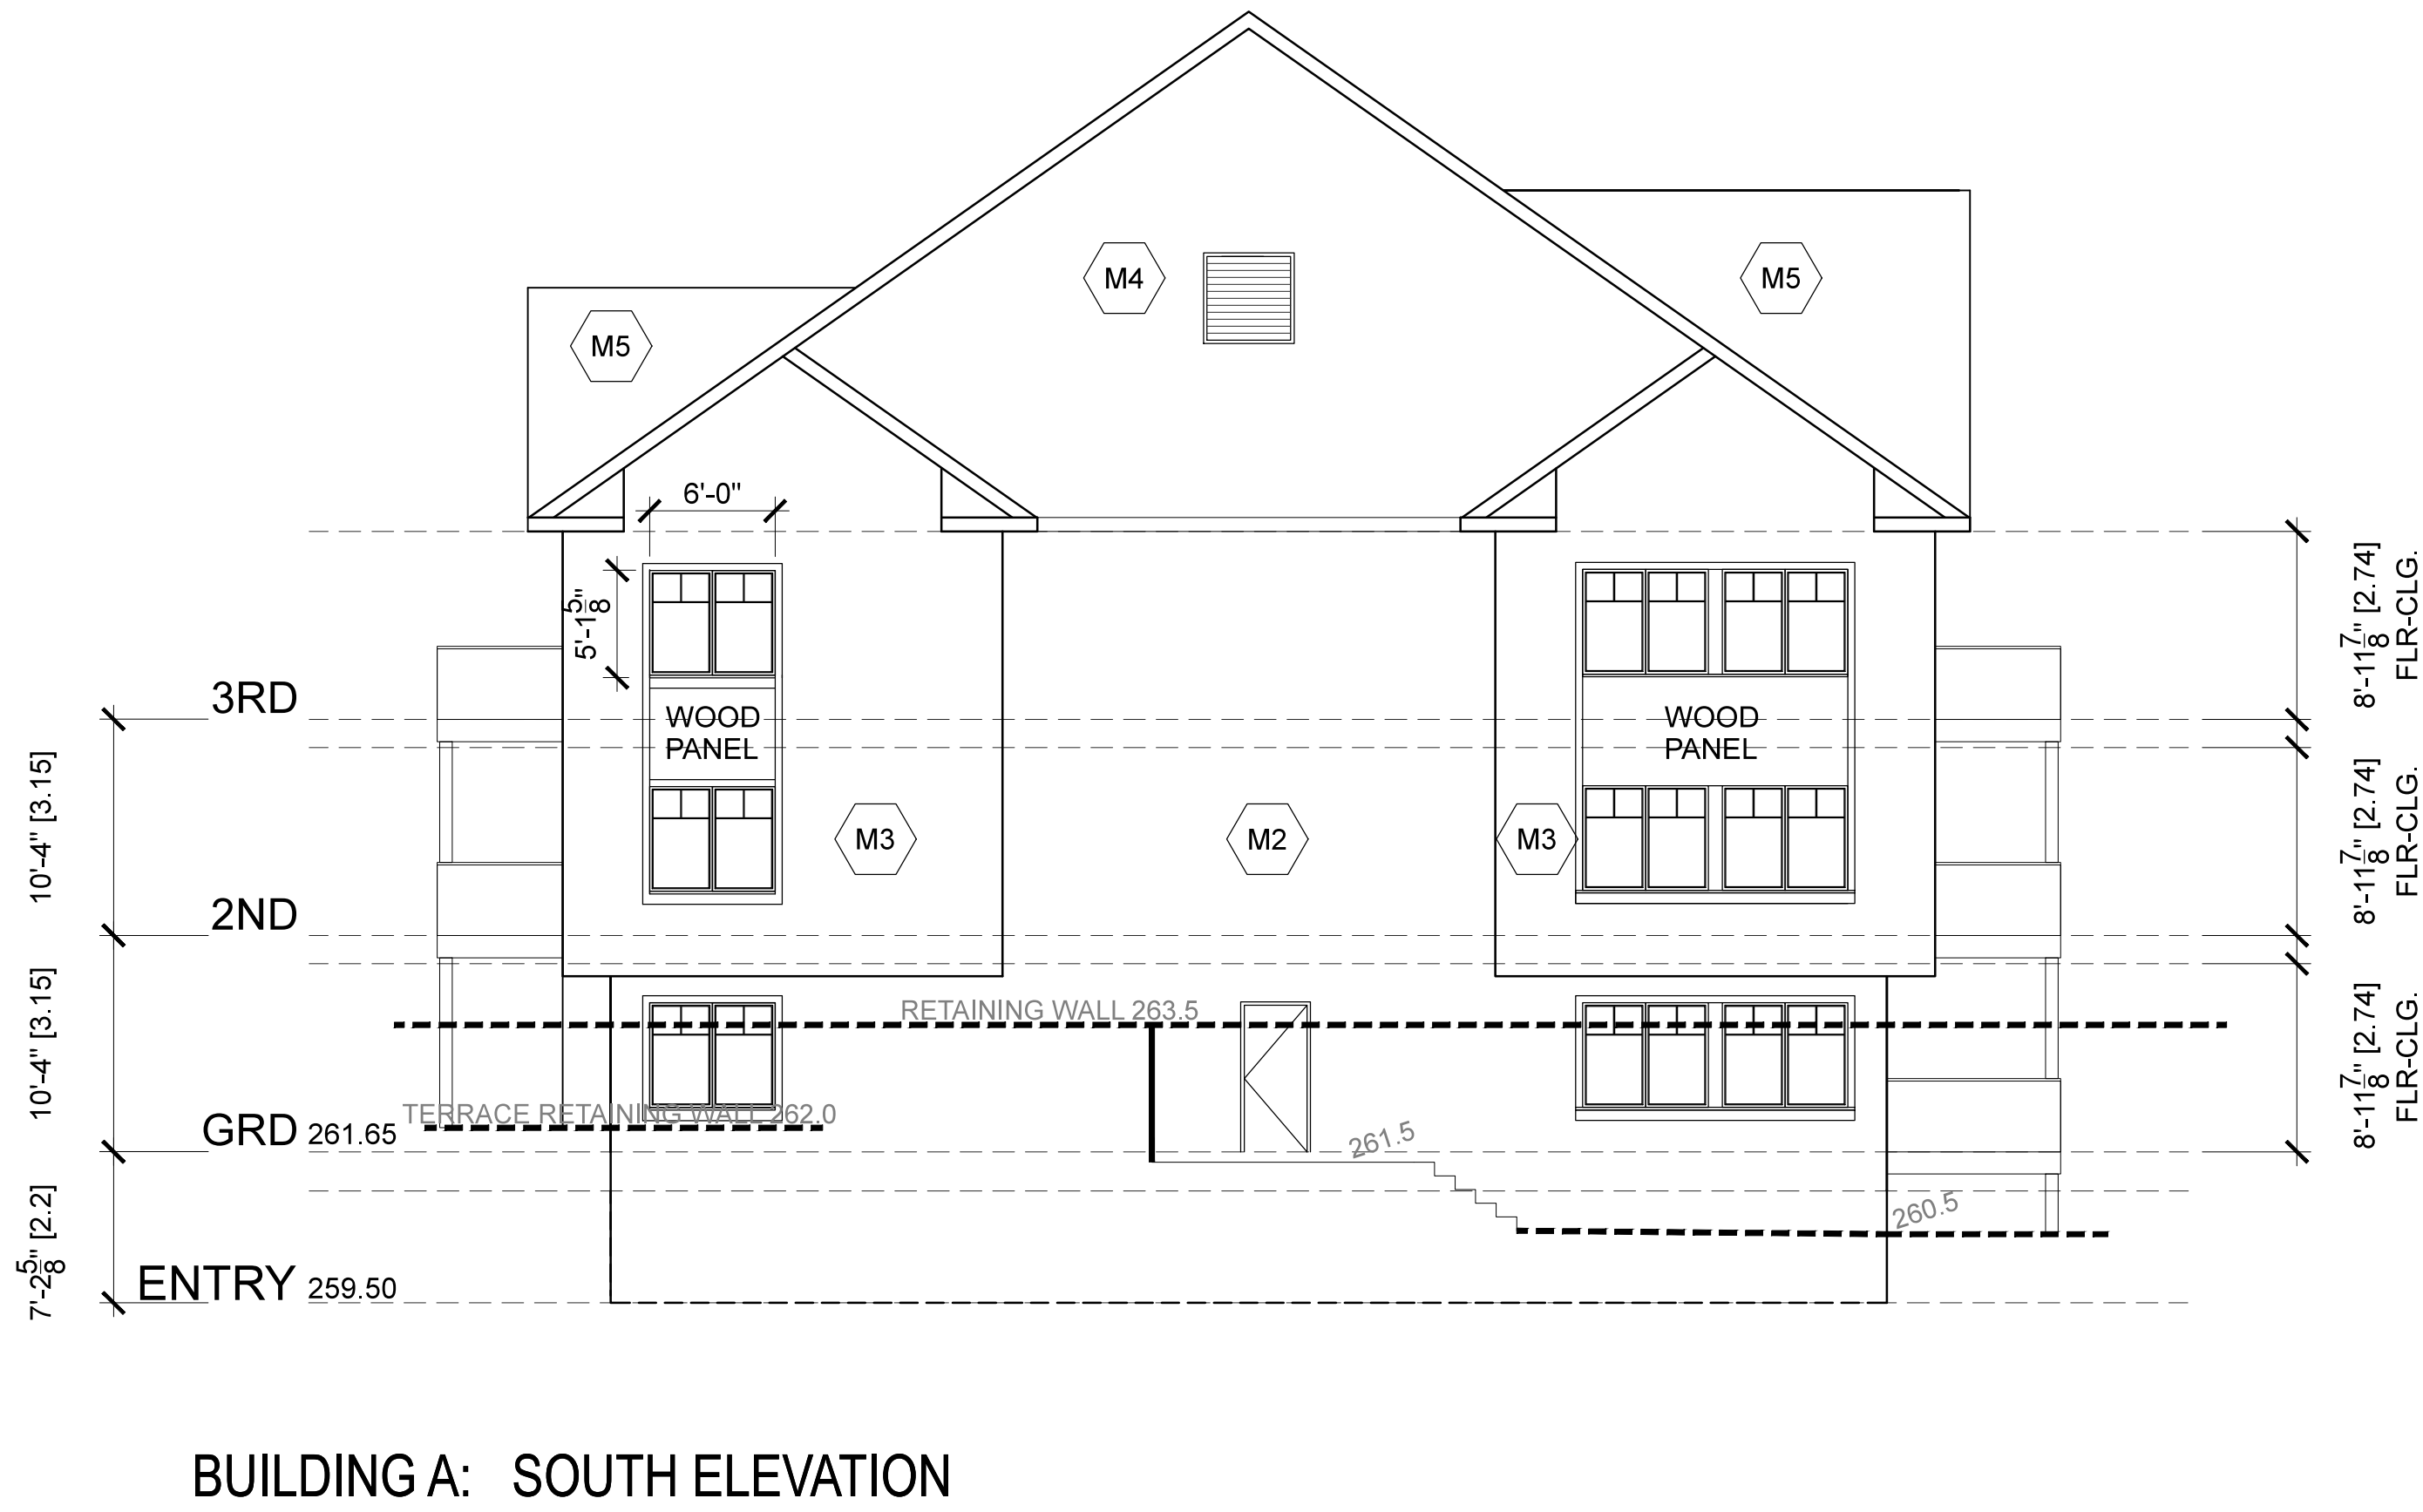 M4
M5
M5
6'-0"
5'-1 5/8"
8'-11 7/8" [2.74]
FLR-CLG.
3RD
WOOD
PANEL
WOOD
PANEL
10'-4" [3.15]
8'-11 7/8" [2.74]
FLR-CLG.
M3
M2
M3
2ND
RETAINING WALL 263.5
10'-4" [3.15]
8'-11 7/8" [2.74]
FLR-CLG.
TERRACE RETAINING WALL 262.0
GRD 261.65
261.5
260.5
7'-2 5/8" [2.2]
ENTRY 259.50
BUILDING A: SOUTH ELEVATION